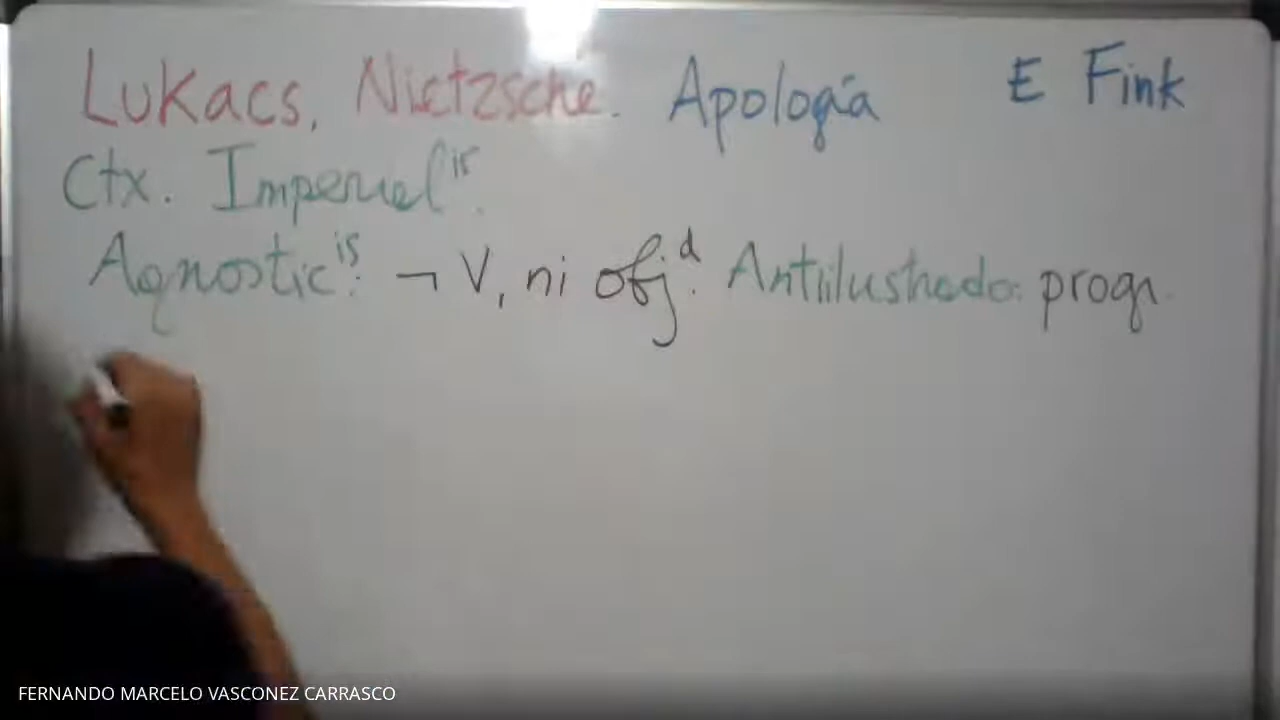 Lukacs, Nietzsche. Apología E Fink
Ctx. Imperialis.
Agnosticis. ¬ V, ni objd. Antiilustrado: progr.
FERNANDO MARCELO VASCONEZ CARRASCO